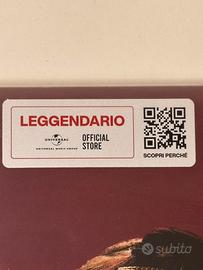 LEGGENDARIO
UNIVERSAL
UNIVERSAL MUSIC GROUP
OFFICIAL
STORE
SCOPRI PERCHÉ
subito